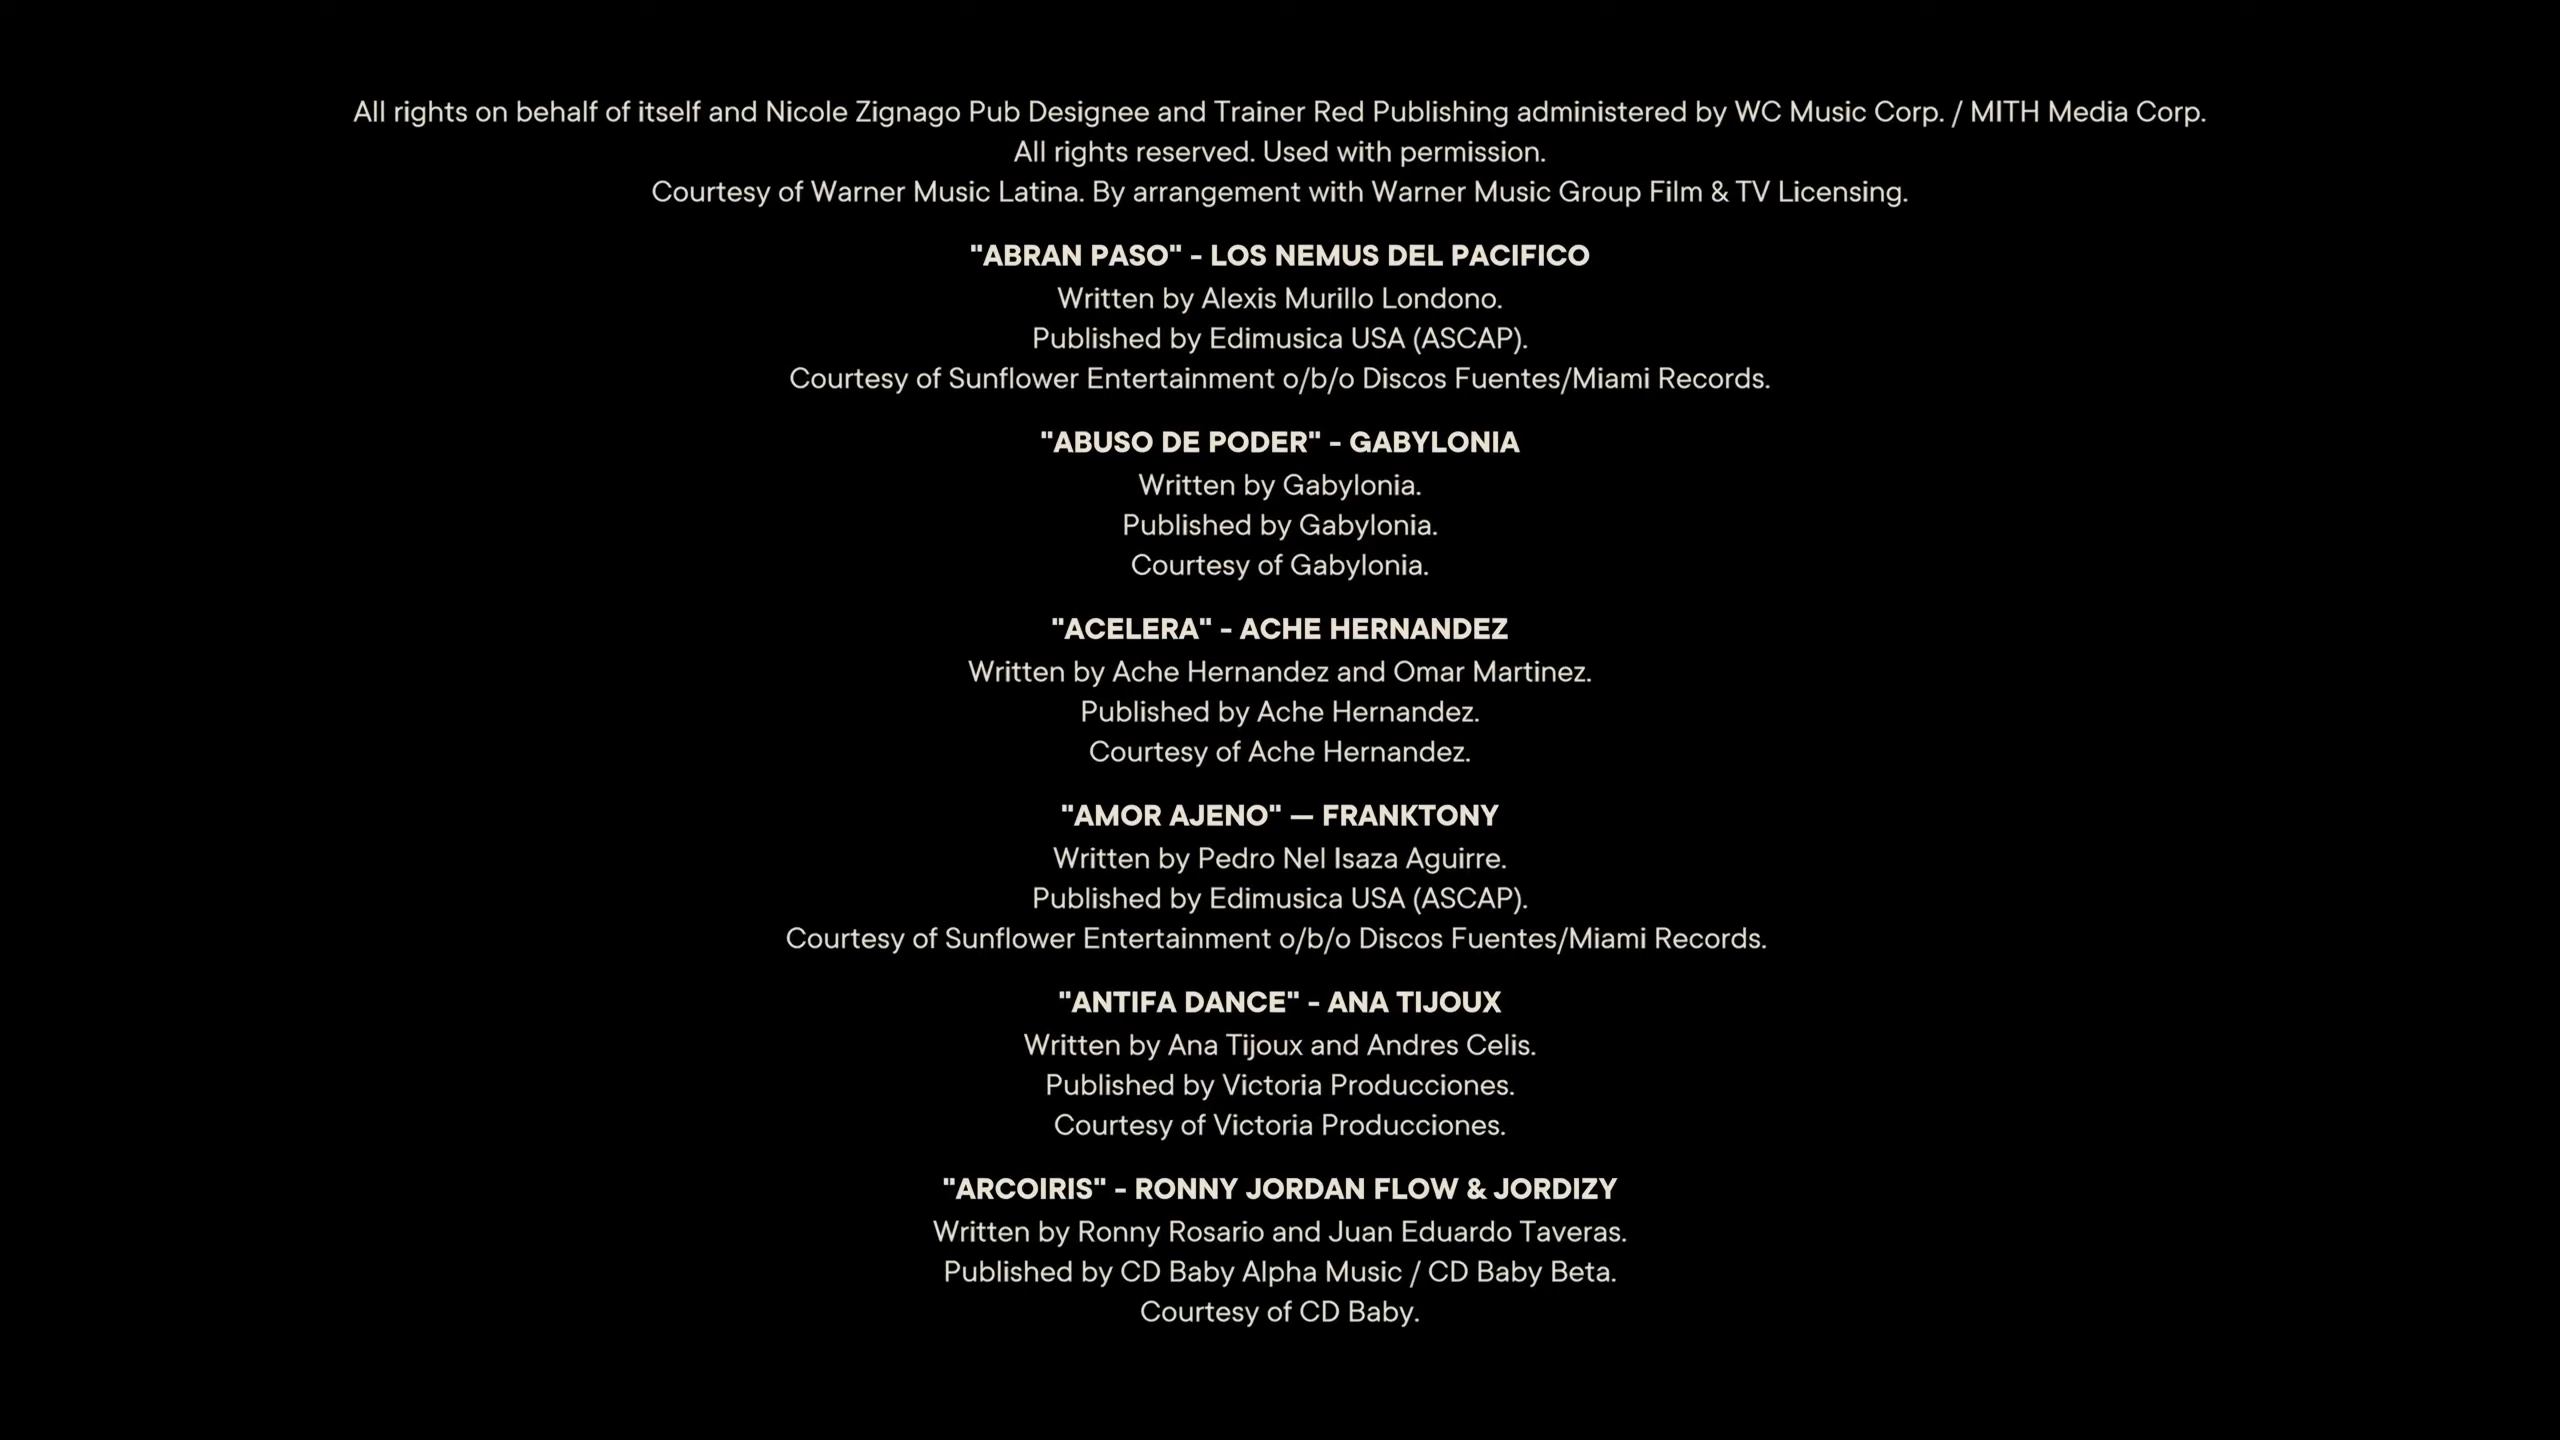 All rights on behalf of itself and Nicole Zignago Pub Designee and Trainer Red Publishing administered by WC Music Corp. / MITH Media Corp.
All rights reserved. Used with permission.
Courtesy of Warner Music Latina. By arrangement with Warner Music Group Film & TV Licensing.
"ABRAN PASO" - LOS NEMUS DEL PACIFICO
Written by Alexis Murillo Londono.
Published by Edimusica USA (ASCAP).
Courtesy of Sunflower Entertainment o/b/o Discos Fuentes/Miami Records.
"ABUSO DE PODER" - GABYLONIA
Written by Gabylonia.
Published by Gabylonia.
Courtesy of Gabylonia.
"ACELERA" - ACHE HERNANDEZ
Written by Ache Hernandez and Omar Martinez.
Published by Ache Hernandez.
Courtesy of Ache Hernandez.
"AMOR AJENO" — FRANKTONY
Written by Pedro Nel Isaza Aguirre.
Published by Edimusica USA (ASCAP).
Courtesy of Sunflower Entertainment o/b/o Discos Fuentes/Miami Records.
"ANTIFA DANCE" - ANA TIJOUX
Written by Ana Tijoux and Andres Celis.
Published by Victoria Producciones.
Courtesy of Victoria Producciones.
"ARCOIRIS" - RONNY JORDAN FLOW & JORDIZY
Written by Ronny Rosario and Juan Eduardo Taveras.
Published by CD Baby Alpha Music / CD Baby Beta.
Courtesy of CD Baby.